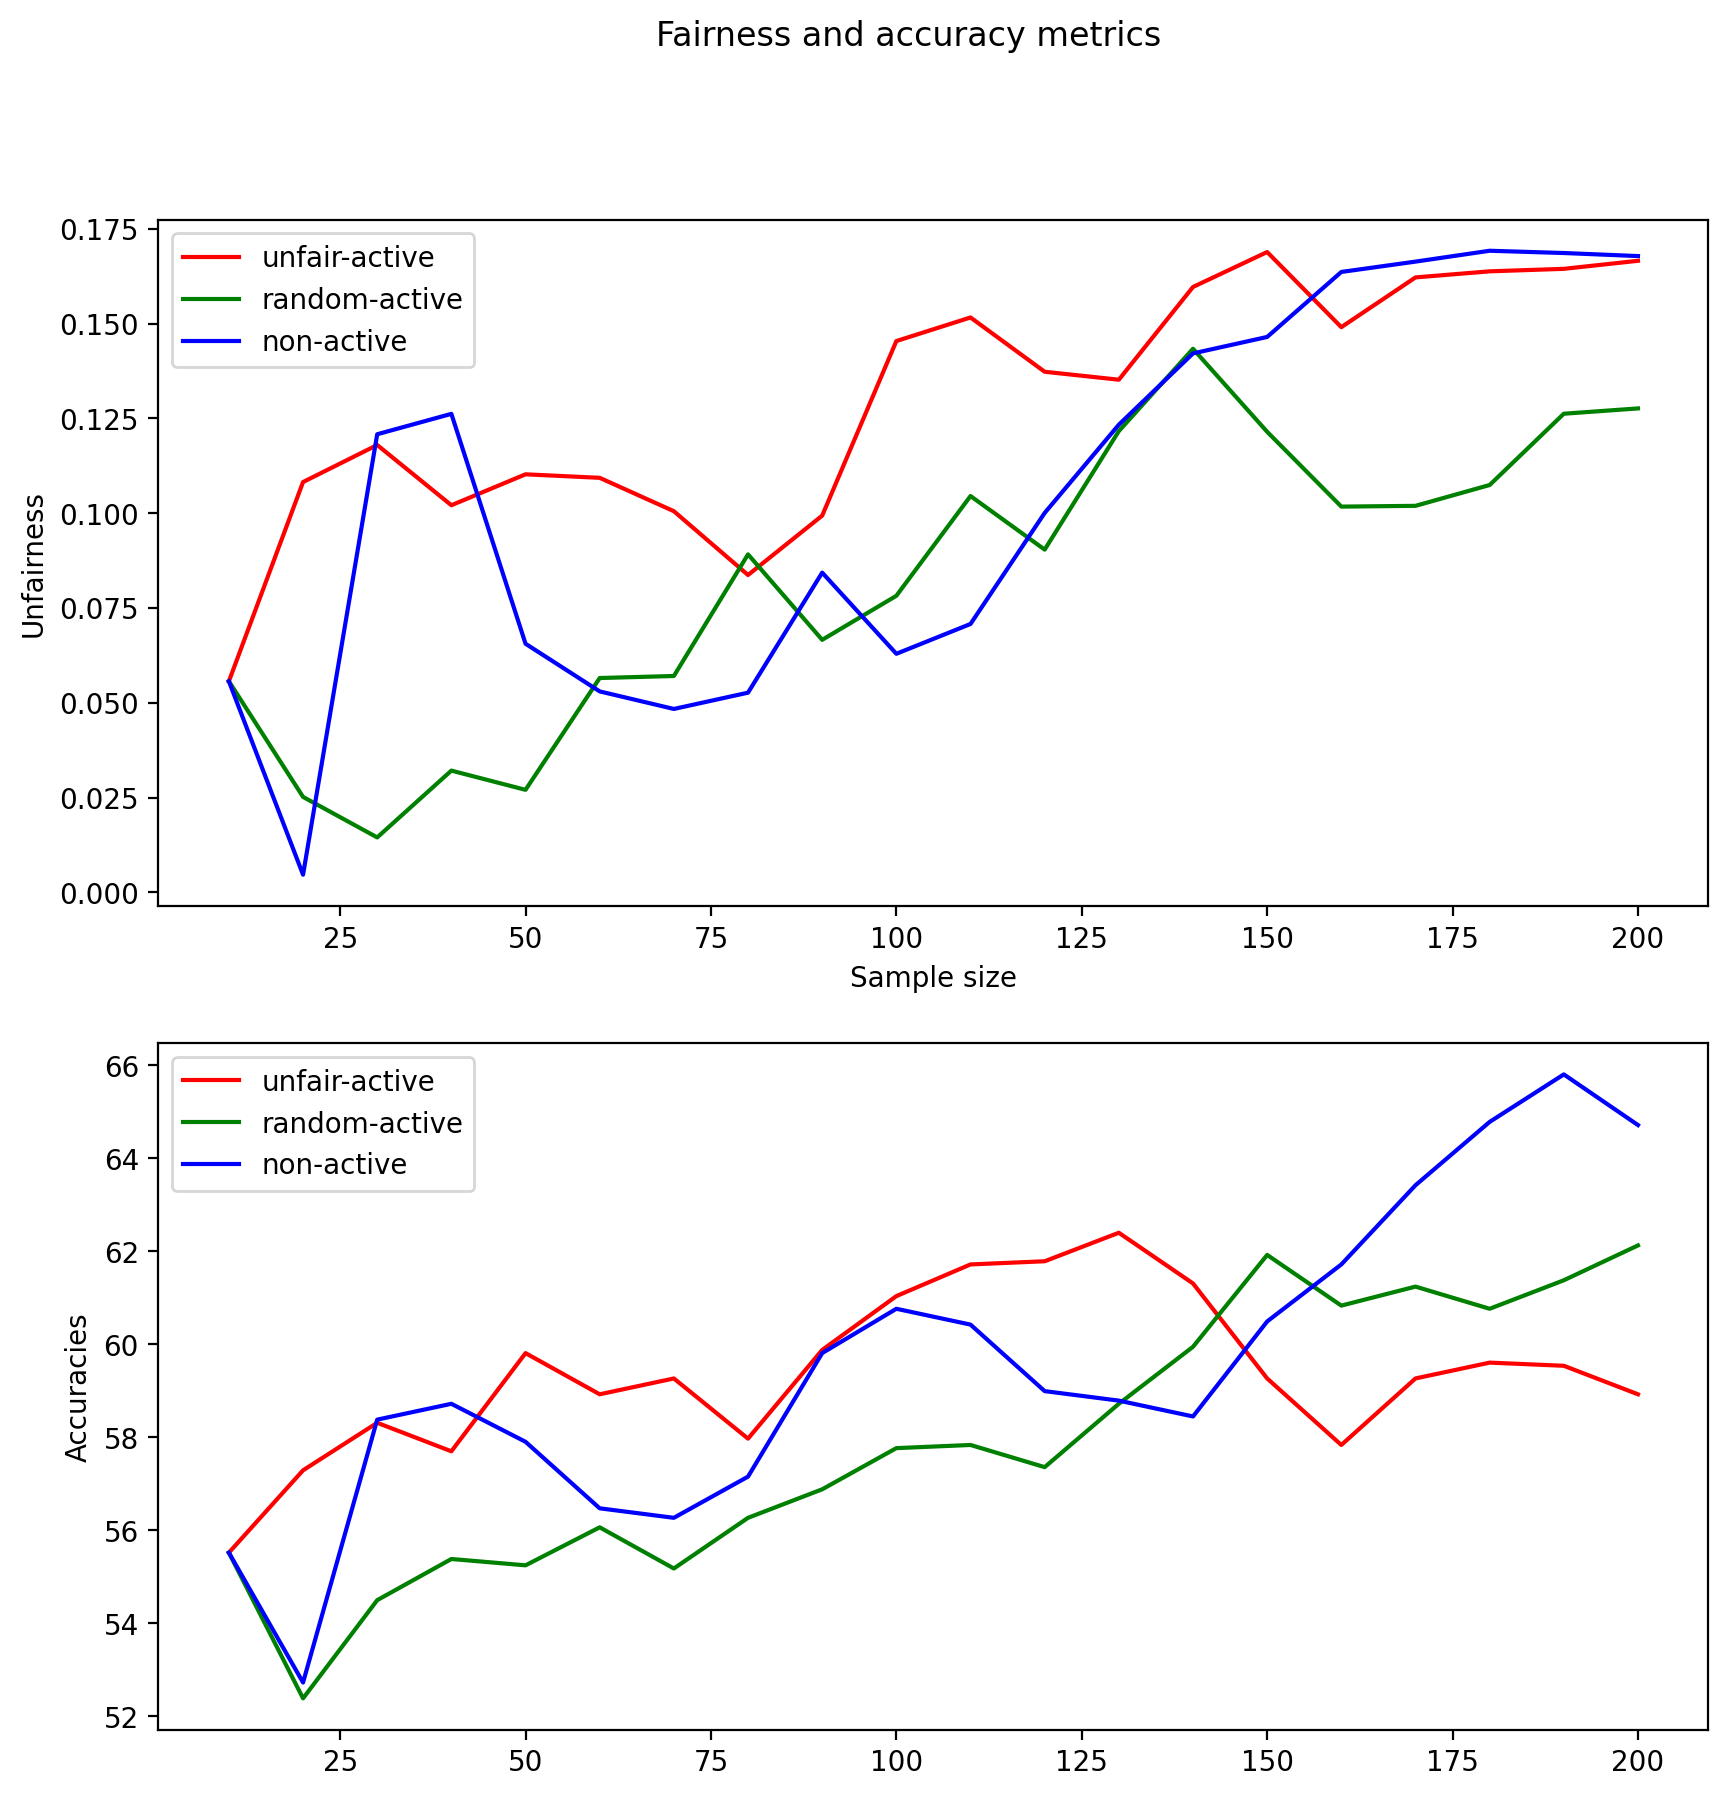 Fairness and accuracy metrics
0.175
0.150
0.125
0.100
0.075
0.050
0.025
0.000
Unfairness
unfair-active
random-active
non-active
25 50 75 100 125 150 175 200
Sample size
66
64
62
60
58
56
54
52
Accuracies
unfair-active
random-active
non-active
25 50 75 100 125 150 175 200